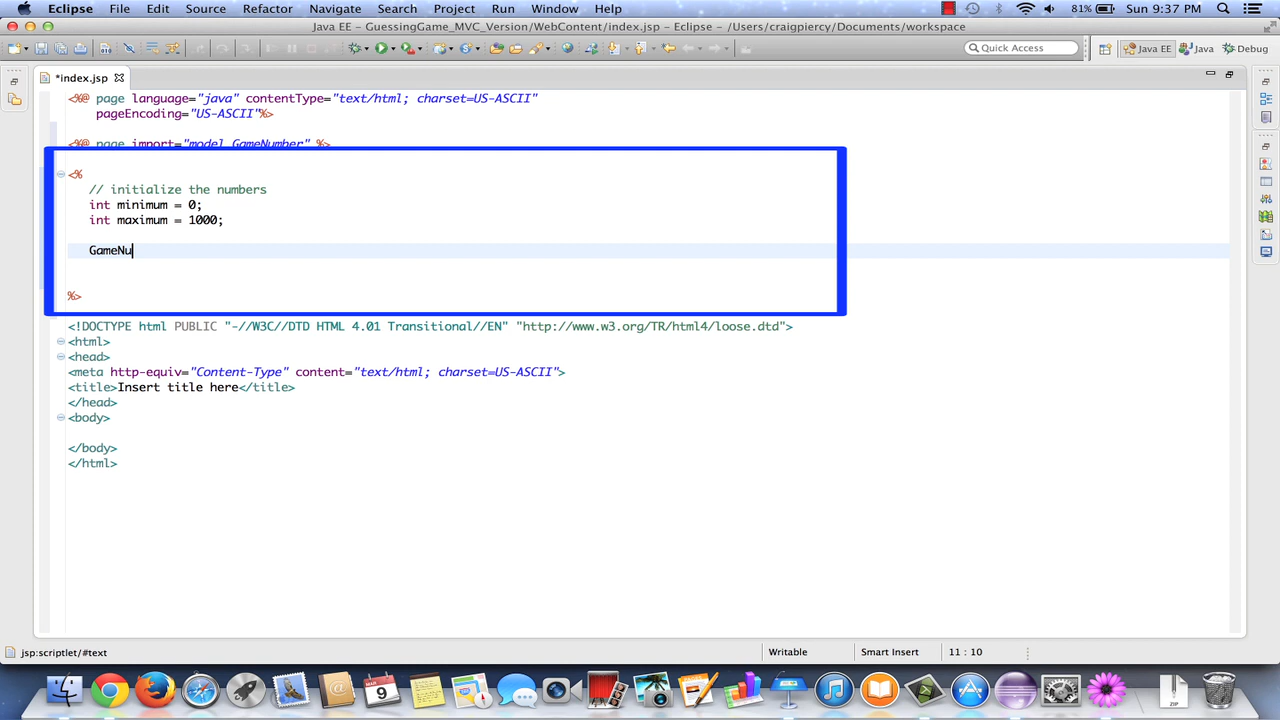 Eclipse File Edit Source Refactor Navigate Search Project Run Window Help 81% Sun 9:37 PM
Java EE - GuessingGame_MVC_Version/WebContent/index.jsp - Eclipse - /Users/craigpiercy/Documents/workspace
Quick Access Java EE Java Debug
*index.jsp
<%@ page language="java" contentType="text/html; charset=US-ASCII"
pageEncoding="US-ASCII"%>
<%@ page import="model GameNumber" %>
<%
// initialize the numbers
int minimum = 0;
int maximum = 1000;
GameNu
%>
<!DOCTYPE html PUBLIC "-//W3C//DTD HTML 4.01 Transitional//EN" "http://www.w3.org/TR/html4/loose.dtd">
<html>
<head>
<meta http-equiv="Content-Type" content="text/html; charset=US-ASCII">
<title>Insert title here</title>
</head>
<body>
</body>
</html>
jsp:scriptlet/#text Writable Smart Insert 11 : 10
MAR
9
ZIP